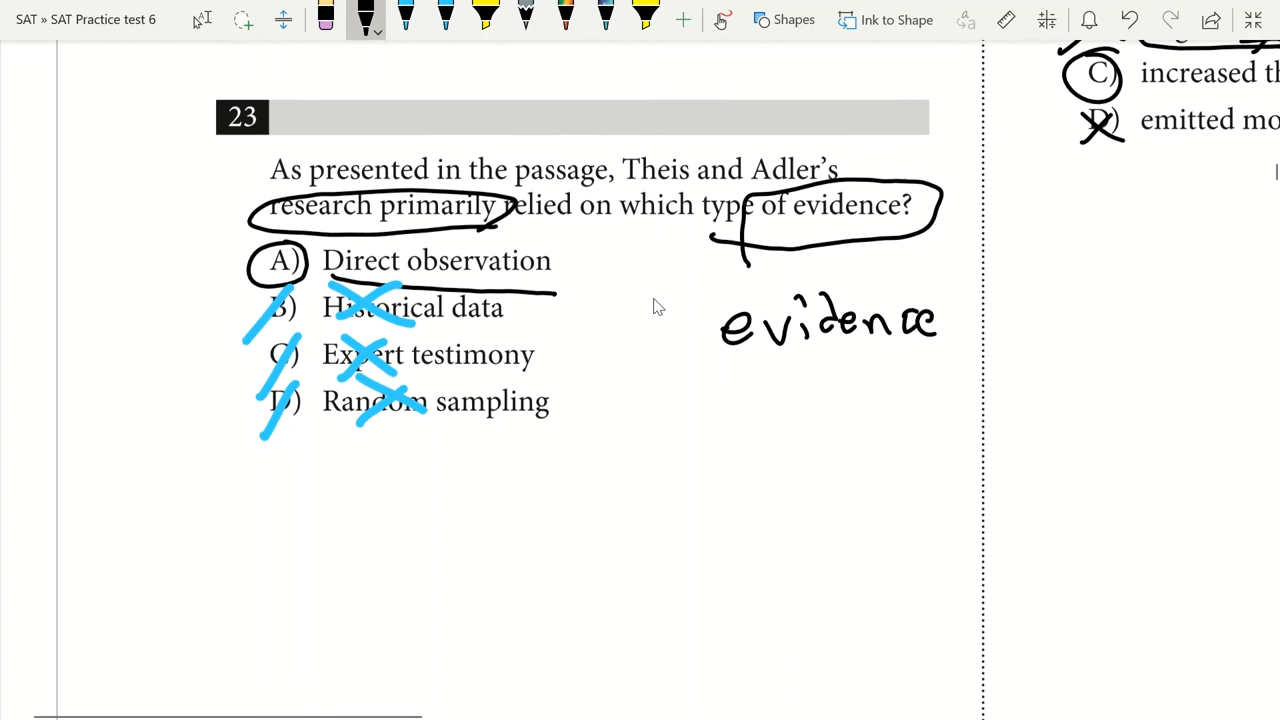 SAT » SAT Practice test 6
Shapes
Ink to Shape
23
As presented in the passage, Theis and Adler's
research primarily relied on which type of evidence?
A) Direct observation
B) Historical data
C) Expert testimony
D) Random sampling
evidence
C) increased th
D) emitted mo